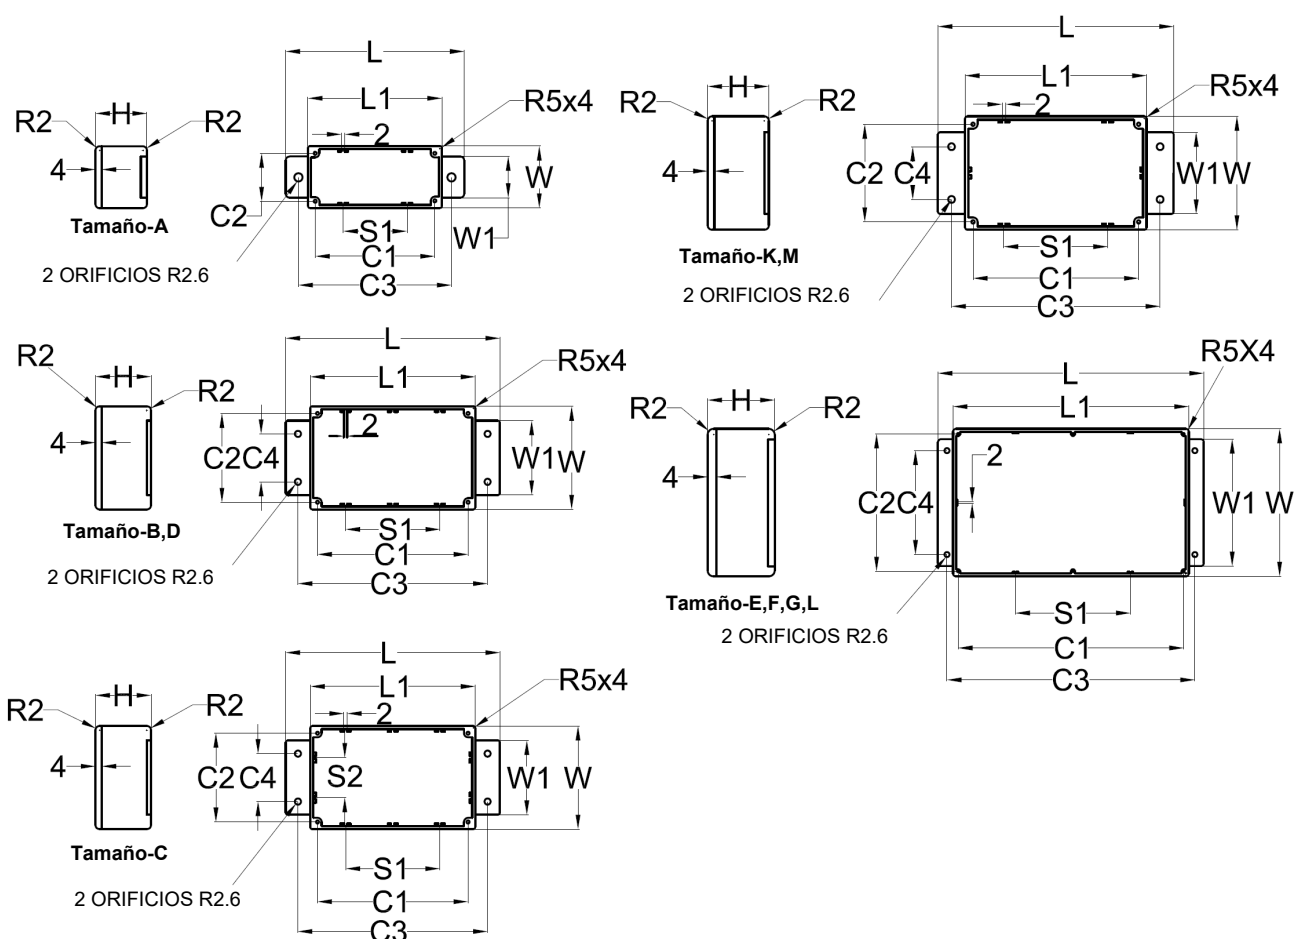 L
L1
R5x4
H
R2
R2
2
4
W
C2
S1
W1
C1
C3
Tamaño-A
2 ORIFICIOS R2.6
L
L1
R5x4
H
R2
R2
2
4
C2
C4
W1
W
S1
C1
C3
Tamaño-K,M
2 ORIFICIOS R2.6
L
L1
R5x4
H
R2
R2
2
4
C2
C4
W1
W
S1
C1
C3
Tamaño-B,D
2 ORIFICIOS R2.6
R5X4
L
L1
H
R2
R2
2
4
C2
C4
W1
W
S1
C1
C3
Tamaño-E,F,G,L
2 ORIFICIOS R2.6
L
L1
R5x4
H
R2
R2
2
4
C2
C4
S2
W1
W
S1
C1
C3
Tamaño-C
2 ORIFICIOS R2.6